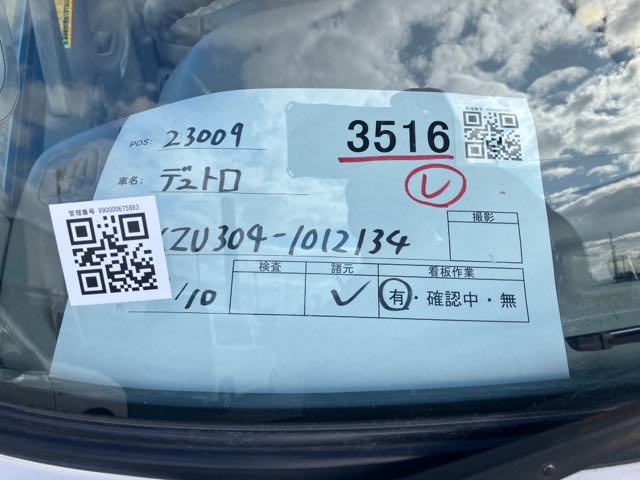 POS: 23009
3516
車名: デュトロ
レ
管理番号: 990000675893
ZU304-1012134
撮影
検査 諸元 看板作業
/10 ✓ 有・確認中・無